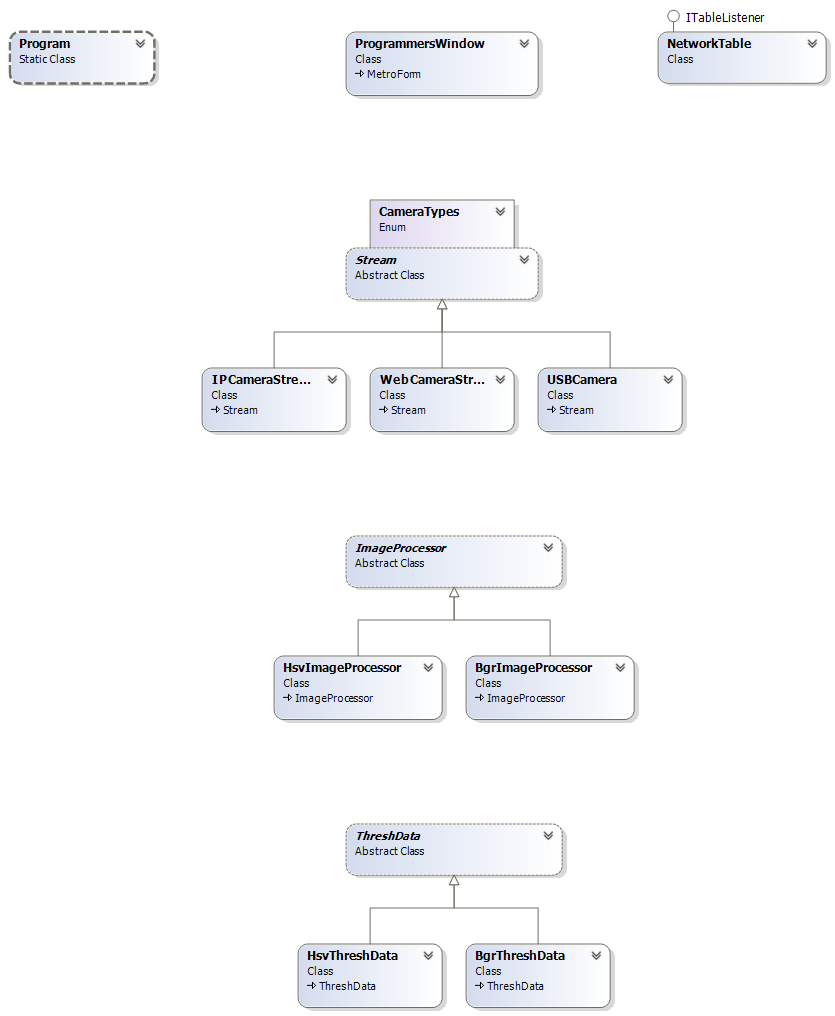 ITableListener
Program
Static Class
ProgrammersWindow
Class
MetroForm
NetworkTable
Class
CameraTypes
Enum
Stream
Abstract Class
IPCameraStre...
Class
Stream
WebCameraStr...
Class
Stream
USBCamera
Class
Stream
ImageProcessor
Abstract Class
HsvImageProcessor
Class
ImageProcessor
BgrImageProcessor
Class
ImageProcessor
ThreshData
Abstract Class
HsvThreshData
Class
ThreshData
BgrThreshData
Class
ThreshData